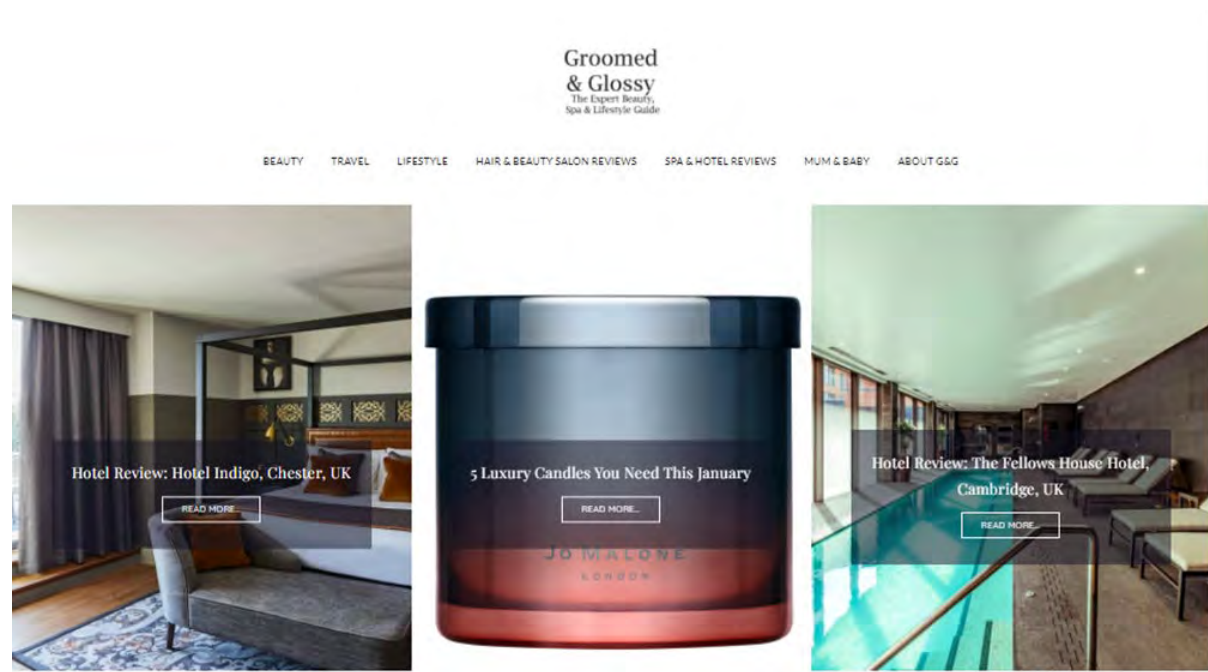 Groomed
& Glossy
The Expert Beauty,
Spa & Lifestyle Guide
BEAUTY TRAVEL LIFESTYLE HAIR & BEAUTY SALON REVIEWS SPA & HOTEL REVIEWS MUM & BABY ABOUT G&G
Hotel Review: Hotel Indigo, Chester, UK
READ MORE...
5 Luxury Candles You Need This January
READ MORE...
JO MALONE
LONDON
Hotel Review: The Fellows House Hotel,
Cambridge, UK
READ MORE...